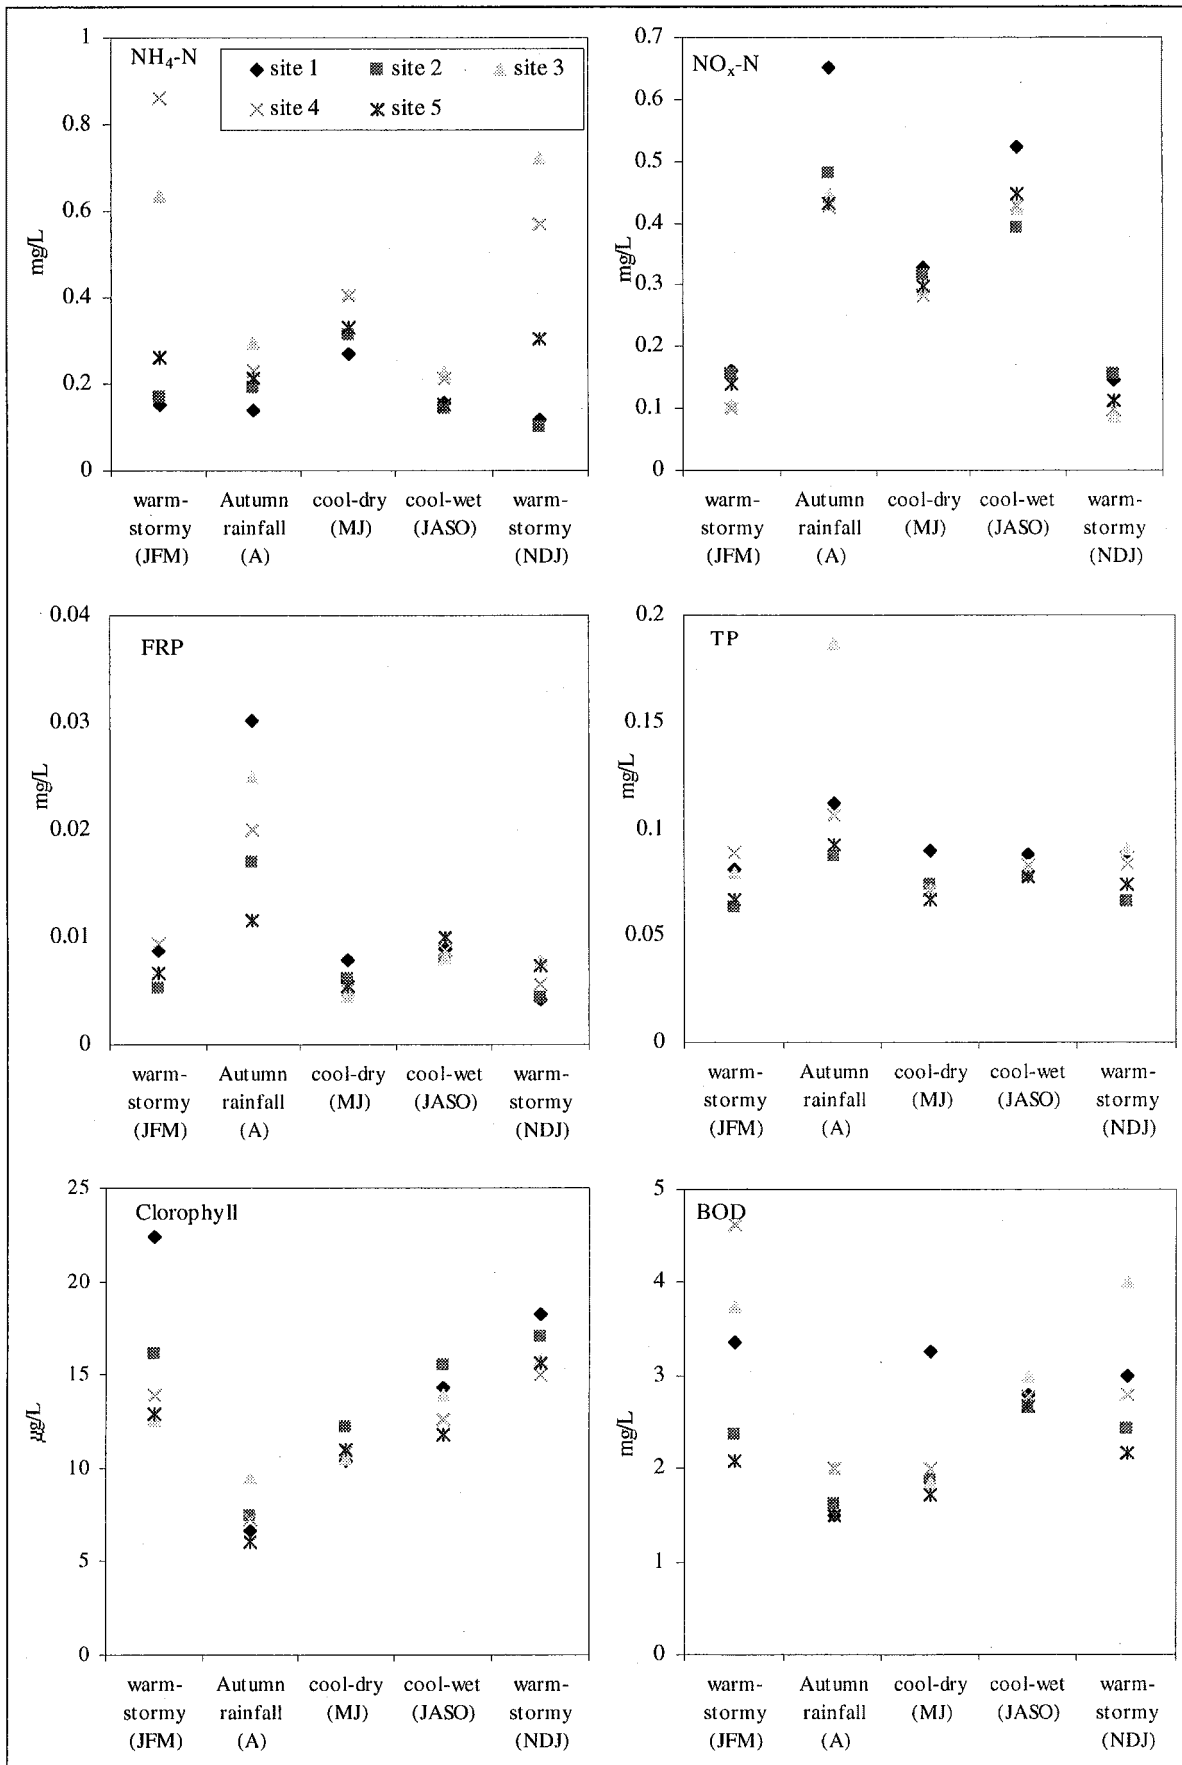 NH4-N
site 1 site 2 site 3
site 4 site 5
1
0.8
0.6
0.4
0.2
0
mg/L
warm-stormy (JFM)
Autumn rainfall (A)
cool-dry (MJ)
cool-wet (JASO)
warm-stormy (NDJ)
NOx-N
0.7
0.6
0.5
0.4
0.3
0.2
0.1
0
mg/L
warm-stormy (JFM)
Autumn rainfall (A)
cool-dry (MJ)
cool-wet (JASO)
warm-stormy (NDJ)
FRP
0.04
0.03
0.02
0.01
0
mg/L
warm-stormy (JFM)
Autumn rainfall (A)
cool-dry (MJ)
cool-wet (JASO)
warm-stormy (NDJ)
TP
0.2
0.15
0.1
0.05
0
mg/L
warm-stormy (JFM)
Autumn rainfall (A)
cool-dry (MJ)
cool-wet (JASO)
warm-stormy (NDJ)
Clorophyll
25
20
15
10
5
0
µg/L
warm-stormy (JFM)
Autumn rainfall (A)
cool-dry (MJ)
cool-wet (JASO)
warm-stormy (NDJ)
BOD
5
4
3
2
1
0
mg/L
warm-stormy (JFM)
Autumn rainfall (A)
cool-dry (MJ)
cool-wet (JASO)
warm-stormy (NDJ)